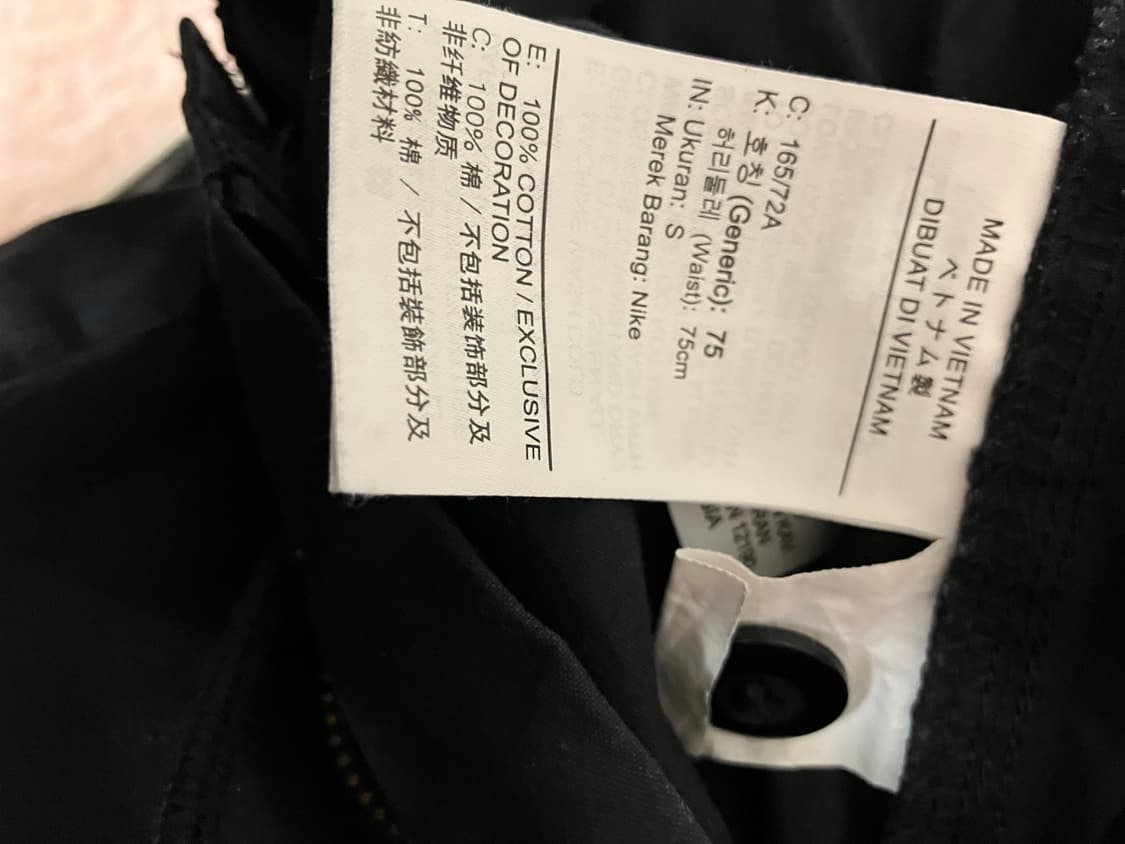 MADE IN VIETNAM
ベトナム製
DIBUAT DI VIETNAM
C: 165/72A
K: 호칭 (Generic): 75
허리둘레 (Waist): 75cm
IN: Ukuran: S
Merek Barang: Nike
E: 100% COTTON / EXCLUSIVE
OF DECORATION
C: 100% 棉 / 不包括装饰部分及
非纤维物质
T: 100% 棉 / 不包括裝飾部分及
非紡織材料